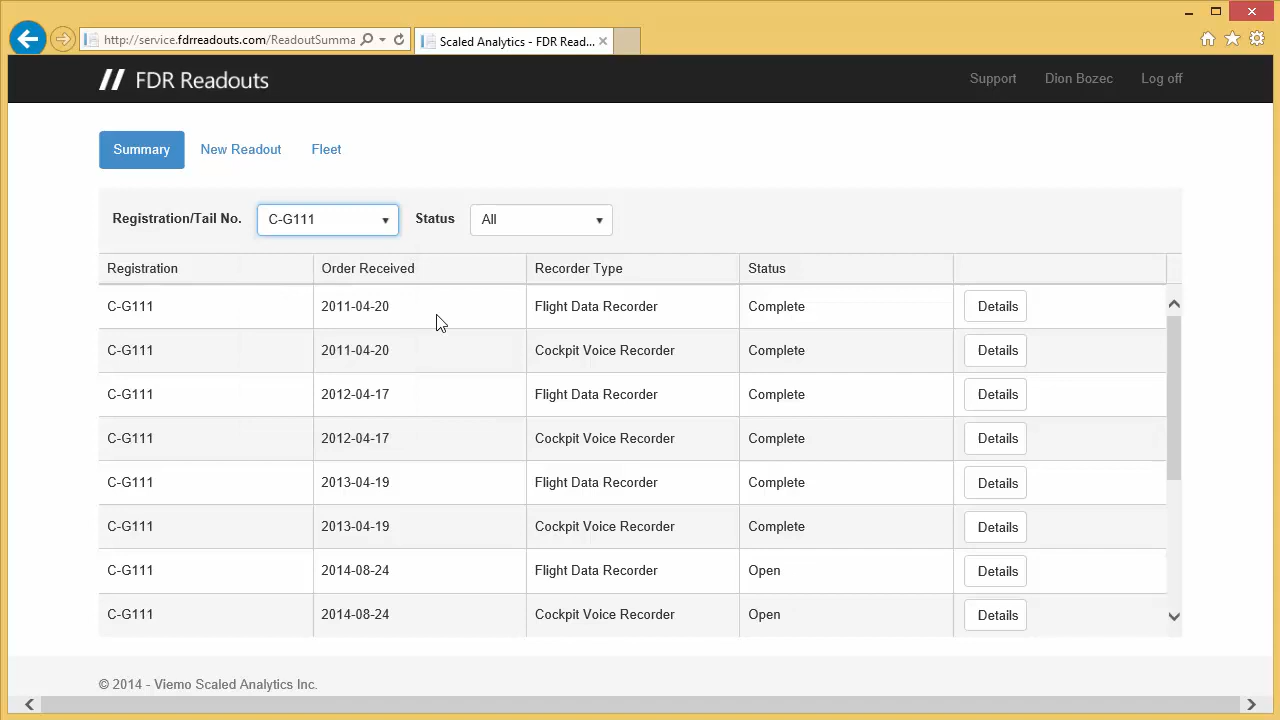 http://service.fdrreadouts.com/ReadoutSumma
Scaled Analytics - FDR Read...
FDR Readouts
Support
Dion Bozec
Log off
Summary
New Readout
Fleet
Registration/Tail No.
C-G111
Status
All
Registration Order Received Recorder Type Status
C-G111 2011-04-20 Flight Data Recorder Complete Details
C-G111 2011-04-20 Cockpit Voice Recorder Complete Details
C-G111 2012-04-17 Flight Data Recorder Complete Details
C-G111 2012-04-17 Cockpit Voice Recorder Complete Details
C-G111 2013-04-19 Flight Data Recorder Complete Details
C-G111 2013-04-19 Cockpit Voice Recorder Complete Details
C-G111 2014-08-24 Flight Data Recorder Open Details
C-G111 2014-08-24 Cockpit Voice Recorder Open Details
© 2014 - Viemo Scaled Analytics Inc.